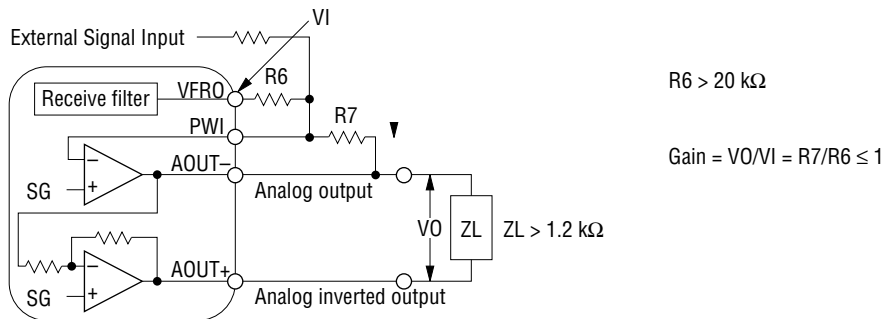 VI
External Signal Input
R6
R6 > 20 kΩ
Receive filter
VFRO
R7
PWI
Gain = VO/VI = R7/R6 ≤ 1
−
AOUT−
SG
+
Analog output
VO
ZL
ZL > 1.2 kΩ
−
AOUT+
SG
+
Analog inverted output